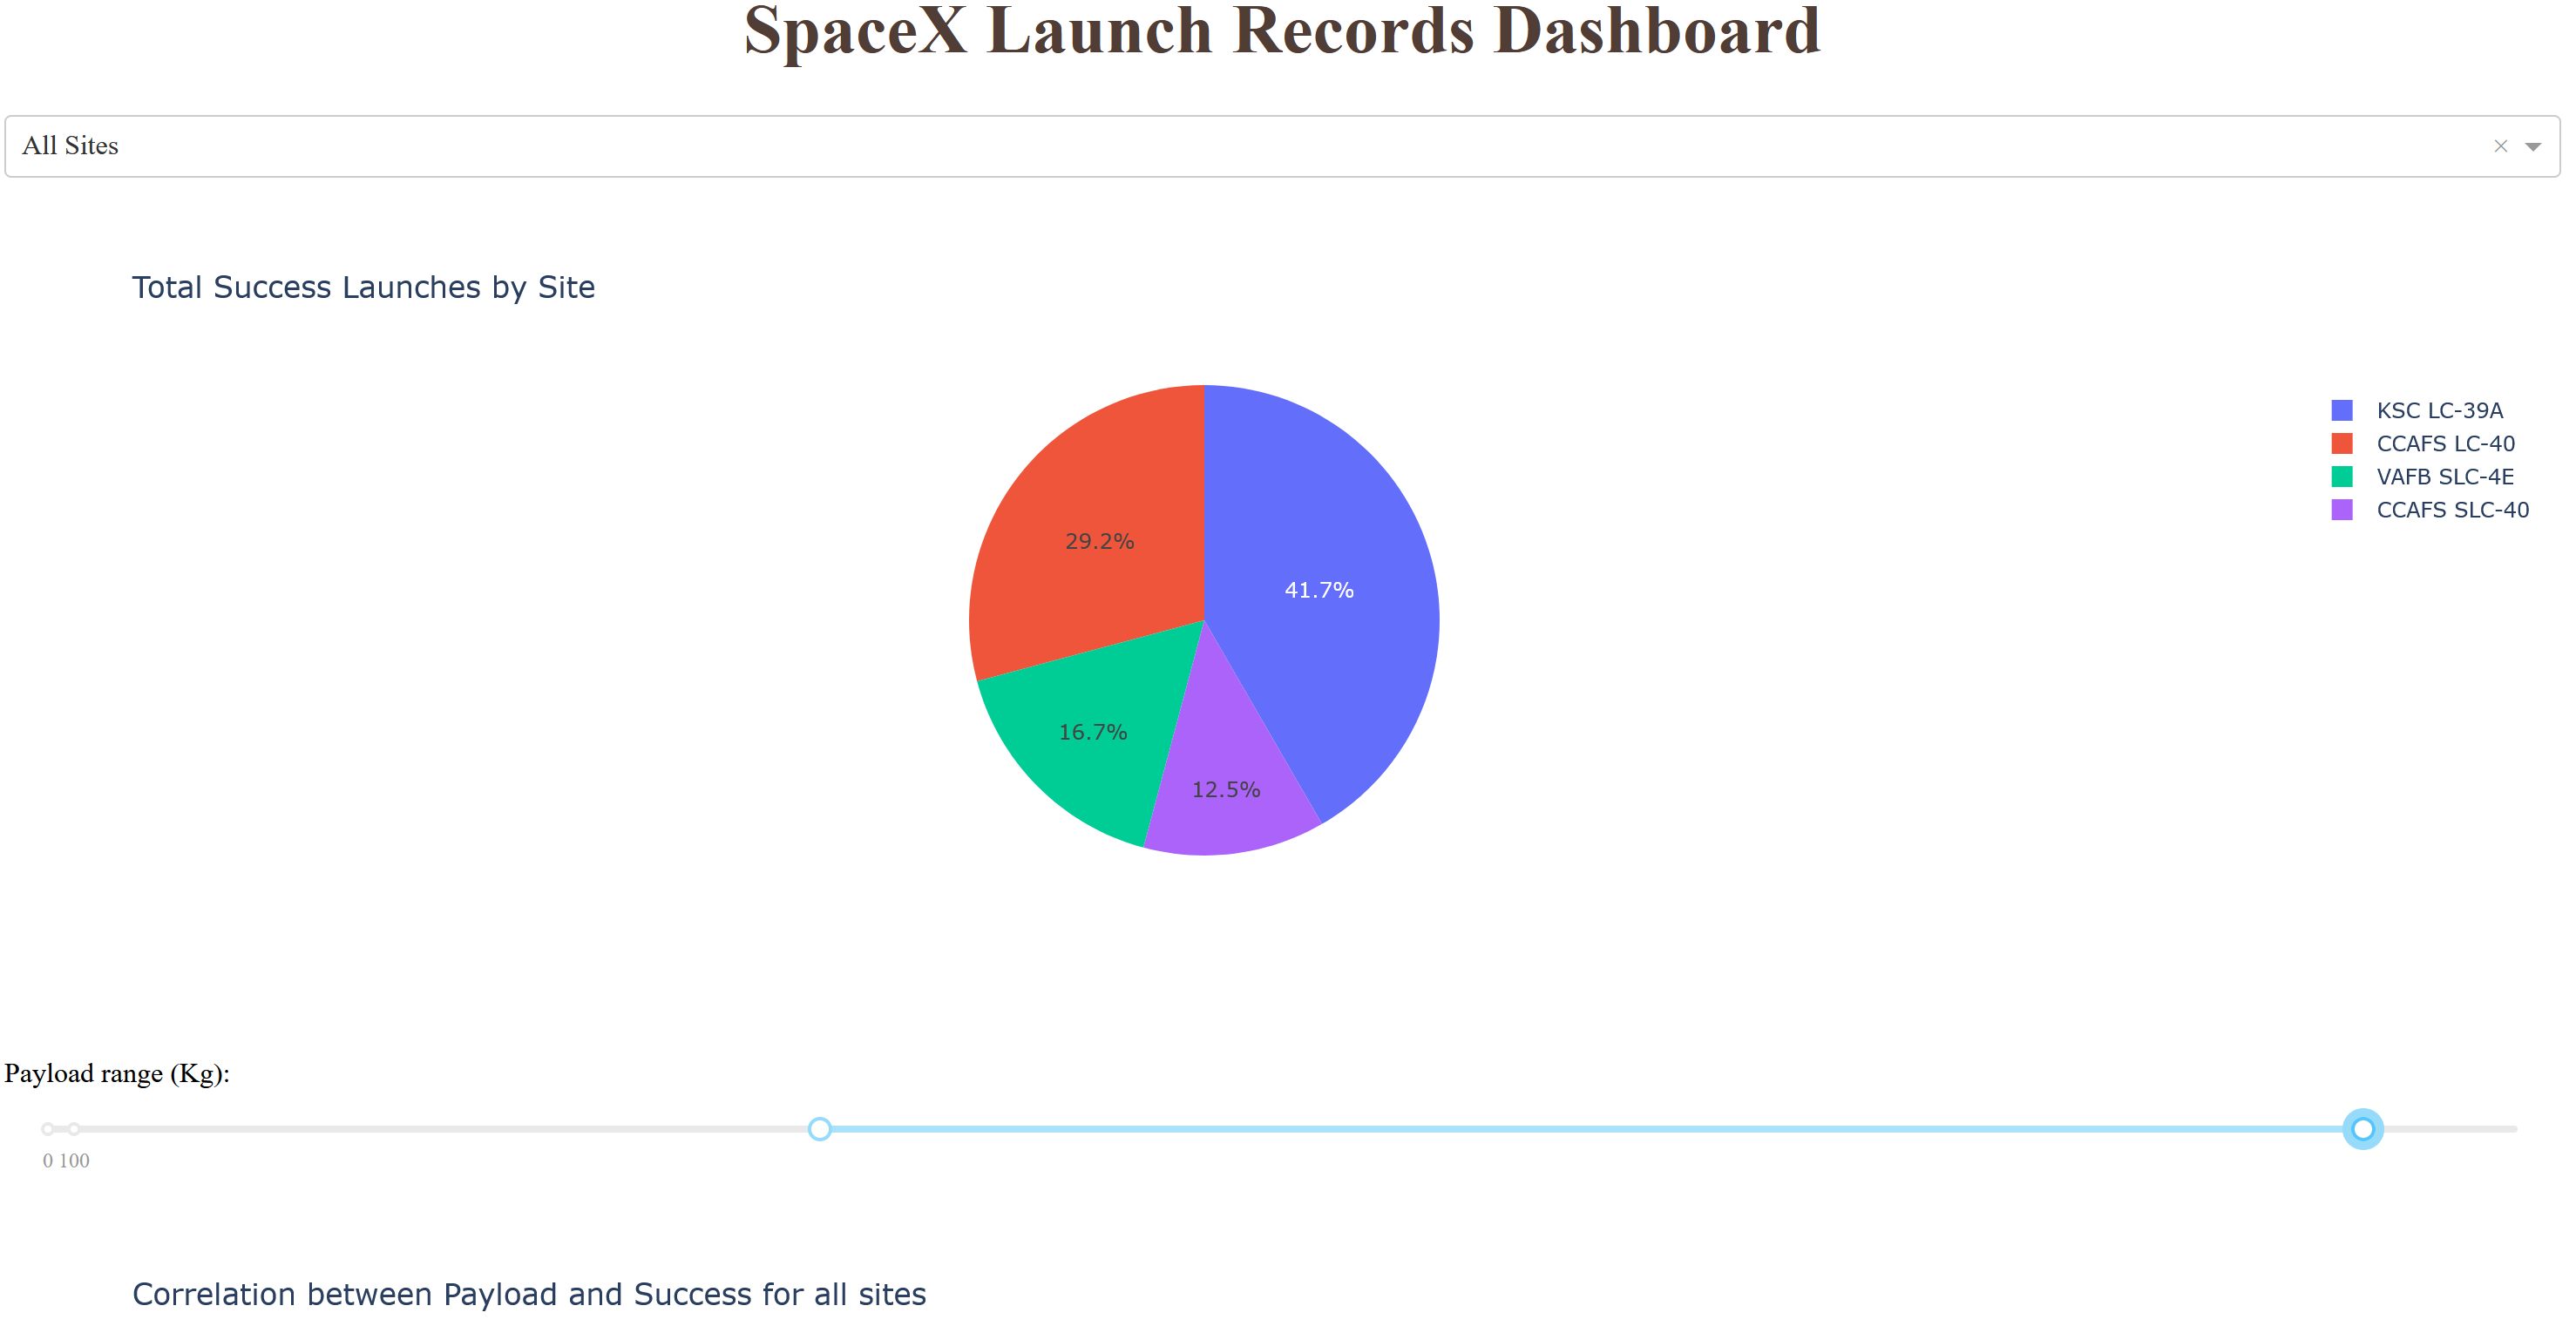 SpaceX Launch Records Dashboard
All Sites
Total Success Launches by Site
KSC LC-39A
CCAFS LC-40
VAFB SLC-4E
CCAFS SLC-40
29.2%
41.7%
16.7%
12.5%
Payload range (Kg):
0 100
Correlation between Payload and Success for all sites